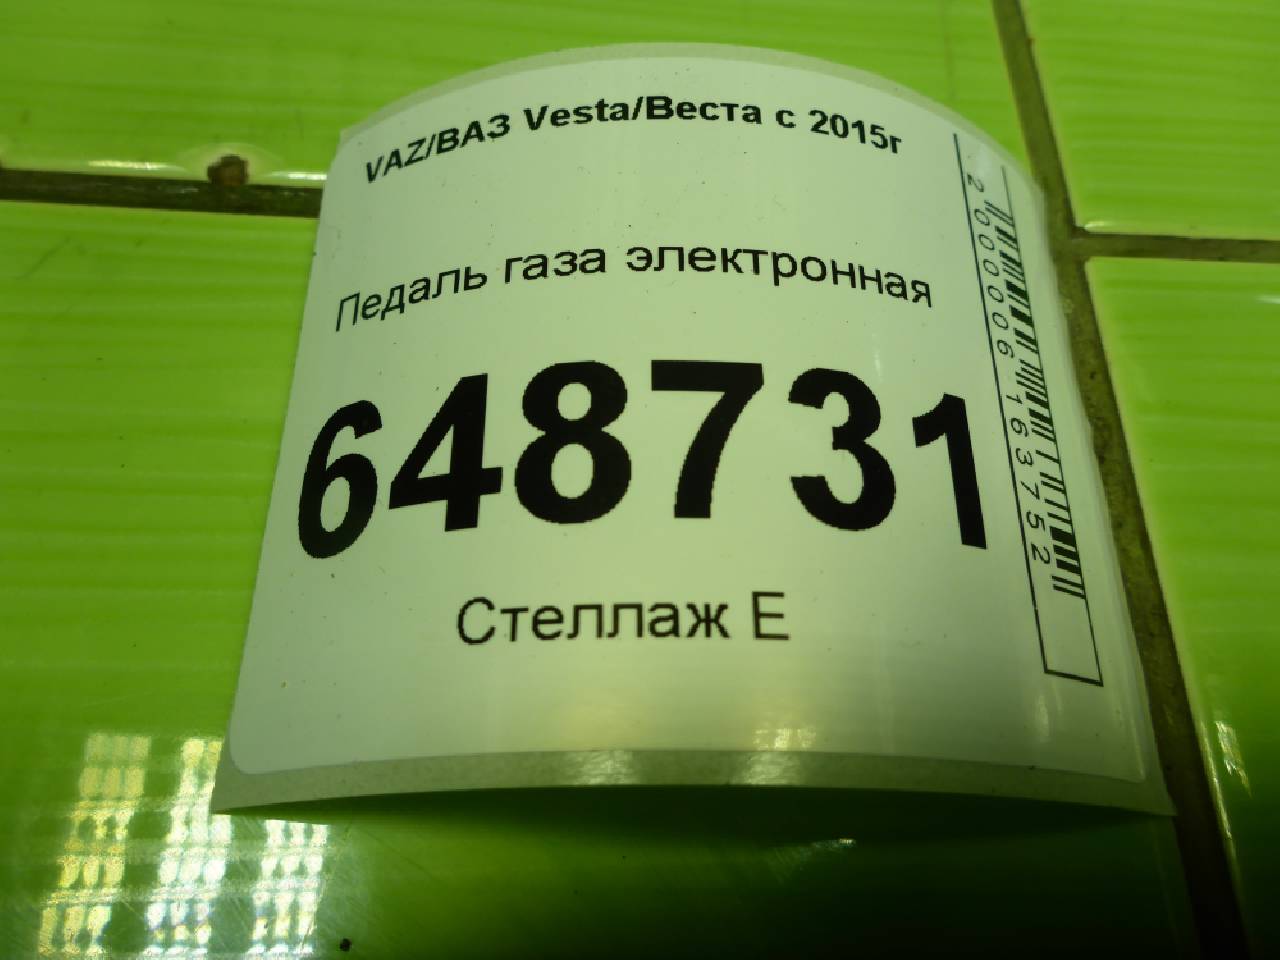 VAZ/ВАЗ Vesta/Веста с 2015г
Педаль газа электронная
648731
Стеллаж Е
2000006163752